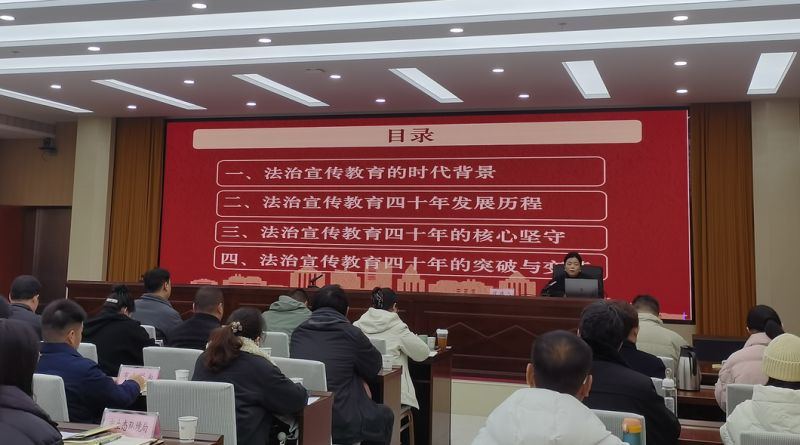 目录
一、法治宣传教育的时代背景
二、法治宣传教育四十年发展历程
三、法治宣传教育四十年的核心坚守
四、法治宣传教育四十年的突破与变